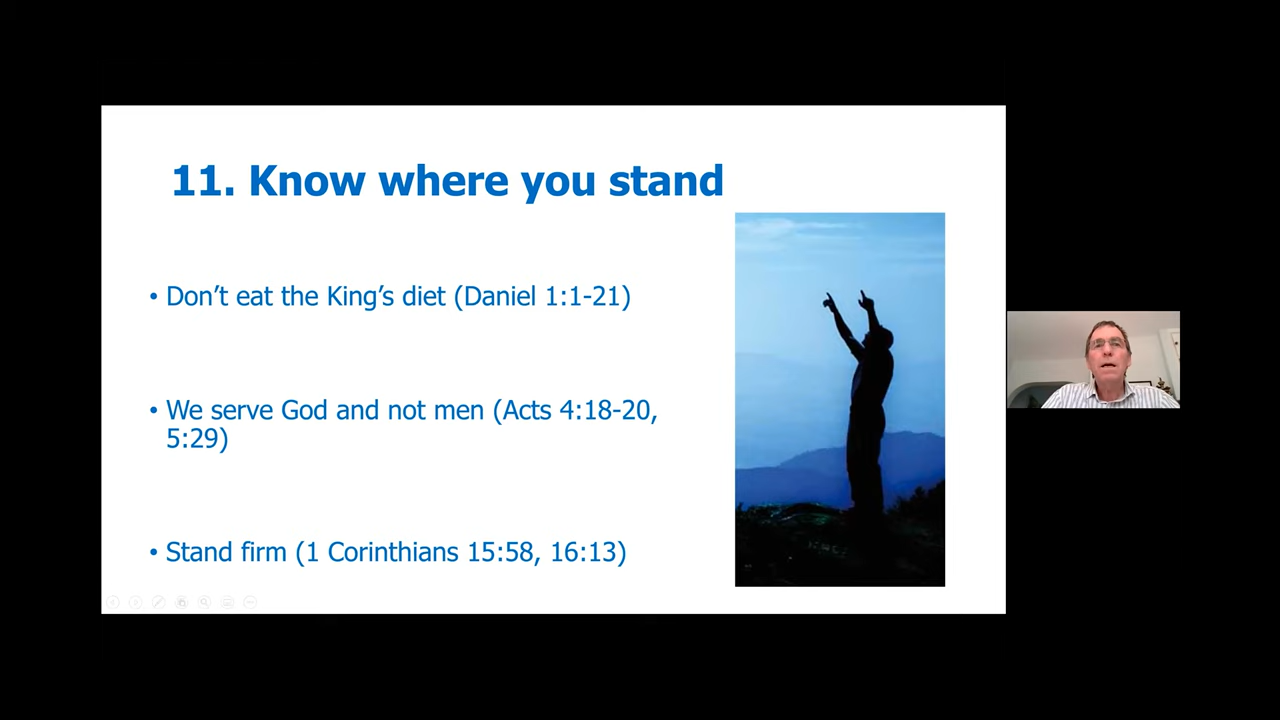 11. Know where you stand
• Don’t eat the King’s diet (Daniel 1:1-21)
• We serve God and not men (Acts 4:18-20,
5:29)
• Stand firm (1 Corinthians 15:58, 16:13)